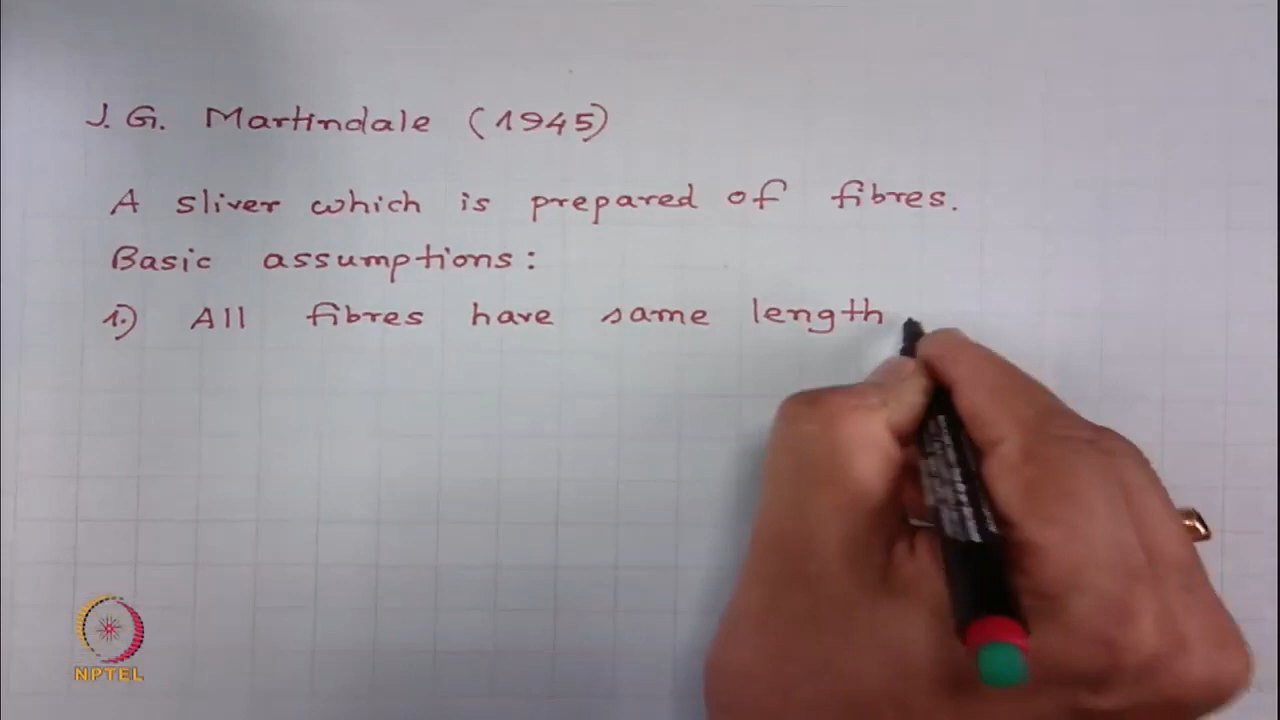 J. G. Martindale (1945)
A sliver which is prepared of fibres.
Basic assumptions:
1.) All fibres have same length
NPTEL